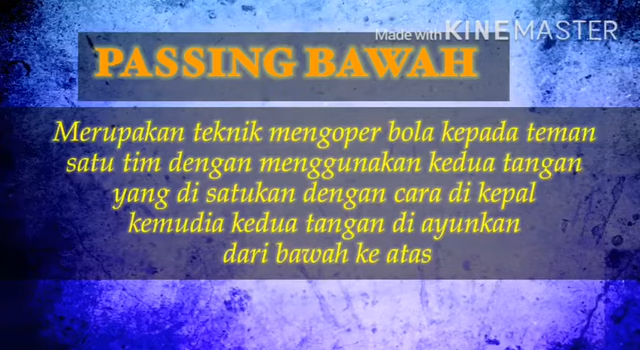 Made with KINEMASTER
PASSING BAWAH
Merupakan teknik mengoper bola kepada teman
satu tim dengan menggunakan kedua tangan
yang di satukan dengan cara di kepal
kemudia kedua tangan di ayunkan
dari bawah ke atas